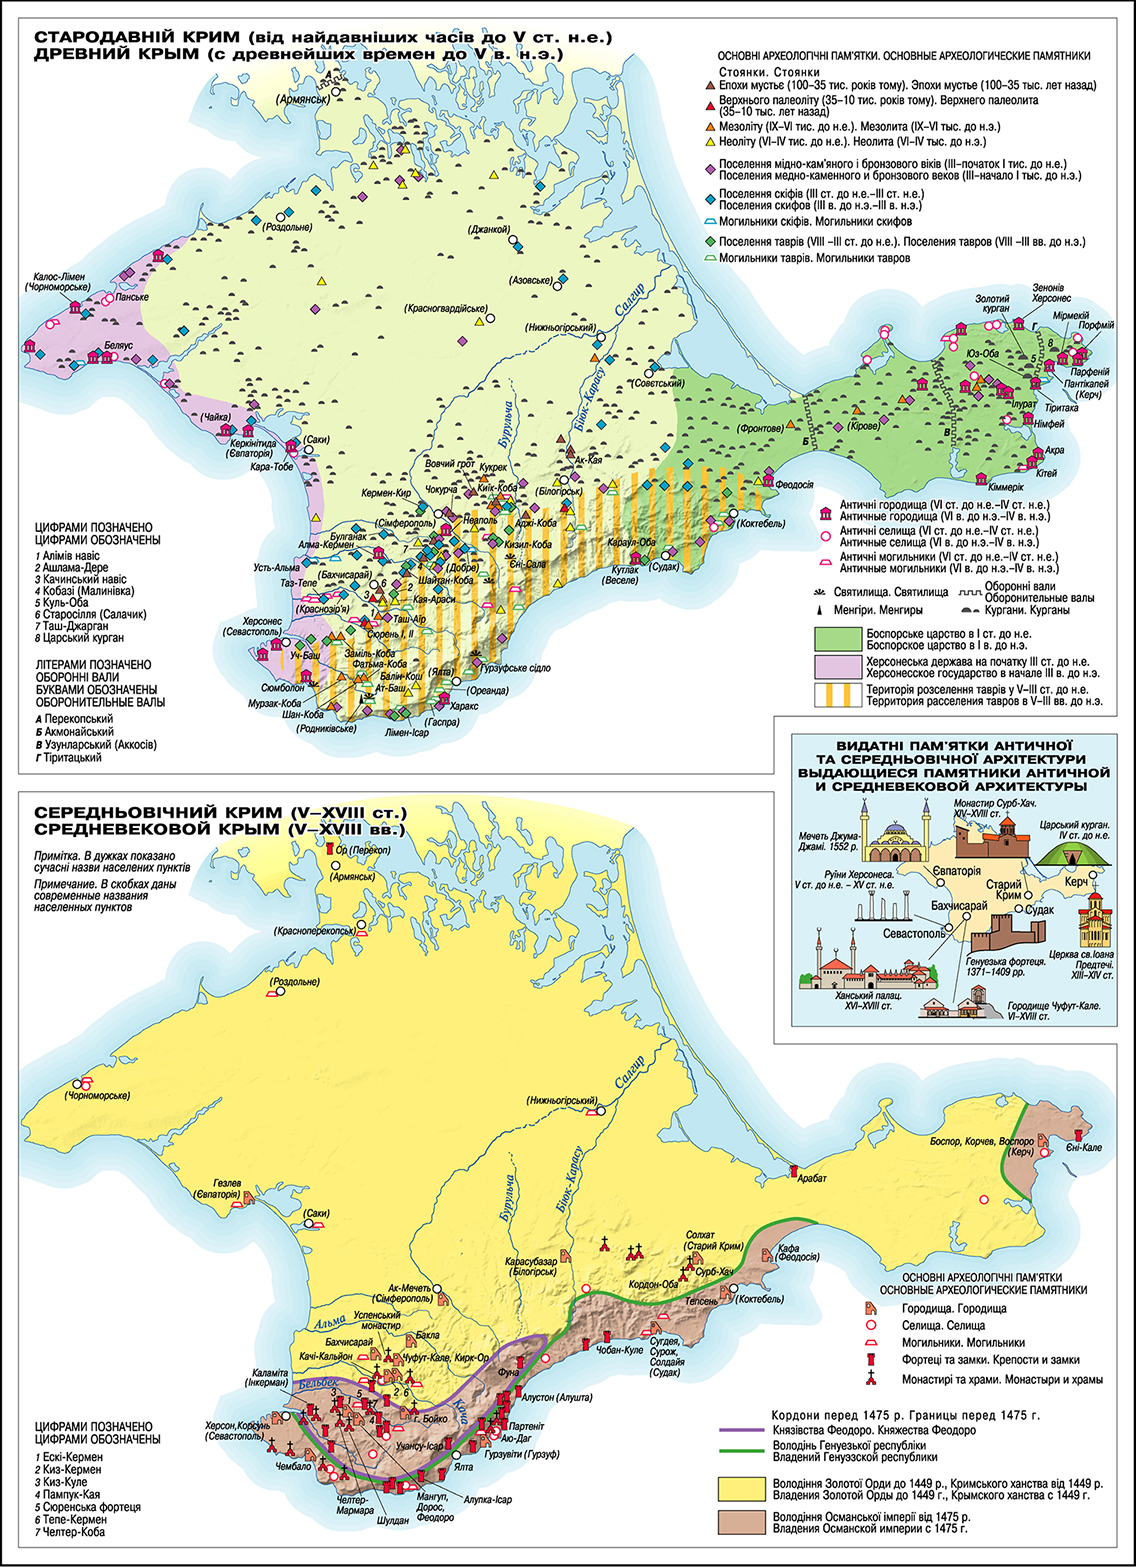 СТАРОДАВНІЙ КРИМ (від найдавніших часів до V ст. н.е.)
ДРЕВНИЙ КРЫМ (с древнейших времен до V в. н.э.)
ОСНОВНІ АРХЕОЛОГІЧНІ ПАМ'ЯТКИ. ОСНОВНЫЕ АРХЕОЛОГИЧЕСКИЕ ПАМЯТНИКИ
Стоянки. Стоянки
Епохи мустьє (100–35 тис. років тому). Эпохи мустье (100–35 тыс. лет назад)
Верхнього палеоліту (35–10 тис. років тому). Верхнего палеолита
(35–10 тыс. лет назад)
Мезоліту (IX–VI тис. до н.е.). Мезолита (IX–VI тыс. до н.э.)
Неоліту (VI–IV тис. до н.е.). Неолита (VI–IV тыс. до н.э.)
Поселення мідно-кам'яного і бронзового віків (III–початок I тис. до н.е.)
Поселения медно-каменного и бронзового веков (III–начало I тыс. до н.э.)
Поселення скіфів (III ст. до н.е.–III ст. н.е.)
Поселения скифов (III в. до н.э.–III в. н.э.)
Могильники скіфів. Могильники скифов
Поселення таврів (VIII –III ст. до н.е.). Поселения тавров (VIII –III вв. до н.э.)
Могильники таврів. Могильники тавров
А
(Армянськ)
(Роздольне)
(Джанкой)
(Азовське)
(Красногвардійське)
(Нижньогірський)
Салгир
(Совєтський)
Калос-Лімен
(Чорноморське)
Панське
Беляус
(Чайка)
Керкінітида
(Євпаторія)
(Саки)
Кара-Тобе
Бурульча
Біюк-Карасу
Зенонів
Херсонес
Золотий
курган
Г
Мірмекій
Порфмій
8
Юз-Оба
5
Парфеній
Пантікапей
(Керч)
Ілурат
Тірітака
Німфей
(Фронтове)
Б
(Кірове)
В
Акра
Кітей
Кіммерік
Феодосія
(Коктебель)
Вовчий грот
Кукрек
Ак-Кая
Кермен-Кир
Чокурча
Киїк-Коба
(Білогірськ)
(Сімферополь)
Неаполь
Аджі-Коба
Булганак
Алма-Кермен
7
Кизил-Коба
Караул-Оба
Усть-Альма
(Бахчисарай)
4
(Добре)
Єні-Сала
Кутлак
(Веселе)
(Судак)
Таз-Тепе
6
2
Шайтан-Коба
3
Кая-Араси
(Краснозір'я)
1
Таш-Аїр
Херсонес
(Севастополь)
Сюрень I, II
Уч-Баш
Заміль-Коба
Фатьма-Коба
(Ялта)
Гурзуфське сідло
Балін-Кош
Сюмболон
Ат-Баш
(Ореанда)
Мурзак-Коба
Харакс
Шан-Коба
(Гаспра)
(Родниківське)
Лімен-Ісар
ЦИФРАМИ ПОЗНАЧЕНО
ЦИФРАМИ ОБОЗНАЧЕНЫ
1 Алімів навіс
2 Ашлама-Дере
3 Качинський навіс
4 Кобазі (Малинівка)
5 Куль-Оба
6 Старосілля (Салачик)
7 Таш-Джарган
8 Царський курган
ЛІТЕРАМИ ПОЗНАЧЕНО
ОБОРОННІ ВАЛИ
БУКВАМИ ОБОЗНАЧЕНЫ
ОБОРОНИТЕЛЬНЫЕ ВАЛЫ
А Перекопський
Б Акмонайський
В Узунларський (Аккосів)
Г Тірітацький
Античні городища (VI ст. до н.е.–IV ст. н.е.)
Античные городища (VI в. до н.э.–IV в. н.э.)
Античні селища (VI ст. до н.е.–IV ст. н.е.)
Античные селища (VI в. до н.э.–IV в. н.э.)
Античні могильники (VI ст. до н.е.–IV ст. н.е.)
Античные могильники (VI в. до н.э.–IV в. н.э.)
Святилища. Святилища
Оборонні вали
Оборонительные валы
Менгіри. Менгиры
Кургани. Курганы
Боспорське царство в I ст. до н.е.
Боспорское царство в I в. до н.э.
Херсонеська держава на початку III ст. до н.е.
Херсонесское государство в начале III в. до н.э.
Територія розселення таврів у V–III ст. до н.е.
Территория расселения тавров в V–III вв. до н.э.
ВИДАТНІ ПАМ'ЯТКИ АНТИЧНОЇ
ТА СЕРЕДНЬОВІЧНОЇ АРХІТЕКТУРИ
ВЫДАЮЩИЕСЯ ПАМЯТНИКИ АНТИЧНОЙ
И СРЕДНЕВЕКОВОЙ АРХИТЕКТУРЫ
Монастир Сурб-Хач.
XIV–XVIII ст.
Мечеть Джума-
Джамі. 1552 р.
Царський курган.
IV ст. до н.е.
Руїни Херсонеса.
V ст. до н.е. – XV ст. н.е.
Євпаторія
Старий
Крим
Керч
Бахчисарай
Судак
Севастополь
Генуезька фортеця.
1371–1409 рр.
Церква св.Іоана
Предтечі.
XIII–XIV ст.
Ханський палац.
XVI–XVIII ст.
Городище Чуфут-Кале.
VI–XVIII ст.
СЕРЕДНЬОВІЧНИЙ КРИМ (V–XVIII ст.)
СРЕДНЕВЕКОВОЙ КРЫМ (V–XVIII вв.)
Примітка. В дужках показано
сучасні назви населених пунктів
Примечание. В скобках даны
современные названия
населенных пунктов
Ор (Перекоп)
(Армянськ)
(Красноперекопськ)
(Роздольне)
(Чорноморське)
Салгир
(Нижньогірський)
Боспор, Корчев, Воспоро
(Керч)
Єні-Кале
Арабат
Гезлев
(Євпаторія)
(Саки)
Бурульча
Біюк-Карасу
Солхат
(Старий Крим)
Кафа
(Феодосія)
Карасубазар
(Білогірськ)
Сурб-Хач
Кордон-Оба
Ак-Мечеть
(Сімферополь)
Тепсень
(Коктебель)
Успенський
монастир
Альма
Бакла
Бахчисарай
Качі-Кальйон
Чуфут-Кале, Кирк-Ор
Чобан-Куле
Сугдея,
Сурож,
Солдайя
(Судак)
Каламіта
(Інкерман)
Бельбек
Фуна
3
1
5
7
2
6
4
г. Бойко
Кача
Алустон (Алушта)
Херсон, Корсунь
(Севастополь)
Партеніт
Аю-Даг
Учансу-Ісар
Гурзувіти (Гурзуф)
Чембало
Ялта
Челтер-
Мармара
Мангуп,
Дорос,
Феодоро
Алупка-Ісар
Шулдан
ЦИФРАМИ ПОЗНАЧЕНО
ЦИФРАМИ ОБОЗНАЧЕНЫ
1 Ескі-Кермен
2 Киз-Кермен
3 Киз-Куле
4 Пампук-Кая
5 Сюренська фортеця
6 Тепе-Кермен
7 Челтер-Коба
ОСНОВНІ АРХЕОЛОГІЧНІ ПАМ'ЯТКИ
ОСНОВНЫЕ АРХЕОЛОГИЧЕСКИЕ ПАМЯТНИКИ
Городища. Городища
Селища. Селища
Могильники. Могильники
Фортеці та замки. Крепости и замки
Монастирі та храми. Монастыри и храмы
Кордони перед 1475 р. Границы перед 1475 г.
Князівства Феодоро. Княжества Феодоро
Володінь Генуезької республіки
Владений Генуэзской республики
Володіння Золотої Орди до 1449 р., Кримського ханства від 1449 р.
Владения Золотой Орды до 1449 г., Крымского ханства с 1449 г.
Володіння Османської імперії від 1475 р.
Владения Османской империи с 1475 г.